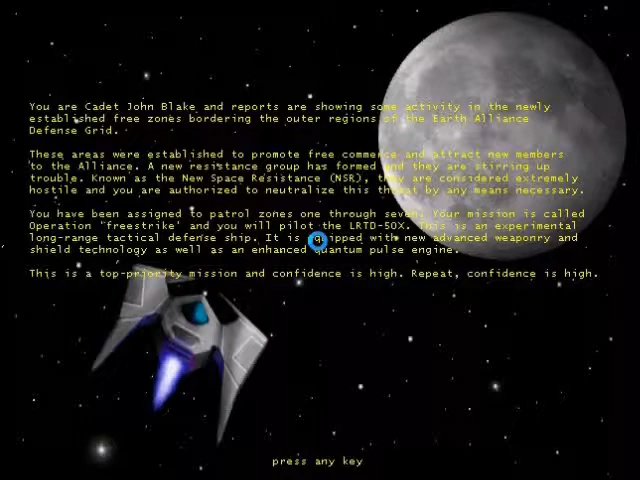 You are Cadet John Blake and reports are showing some activity in the newly
established free zones bordering the outer regions of the Earth Alliance
Defense Grid.
These areas were established to promote free commerce and attract new members
to the Alliance. A new resistance group has formed and they are stirring up
trouble. Known as the New Space Resistance (NSR), they are considered extremely
hostile and you are authorized to neutralize this threat by any means necessary.
You have been assigned to patrol zones one through seven. Your mission is called
Operation 'freestrike' and you will pilot the LRTD-50X. This is an experimental
long-range tactical defense ship. It is equipped with new advanced weaponry and
shield technology as well as an enhanced quantum pulse engine.
This is a top-priority mission and confidence is high. Repeat, confidence is high.
press any key